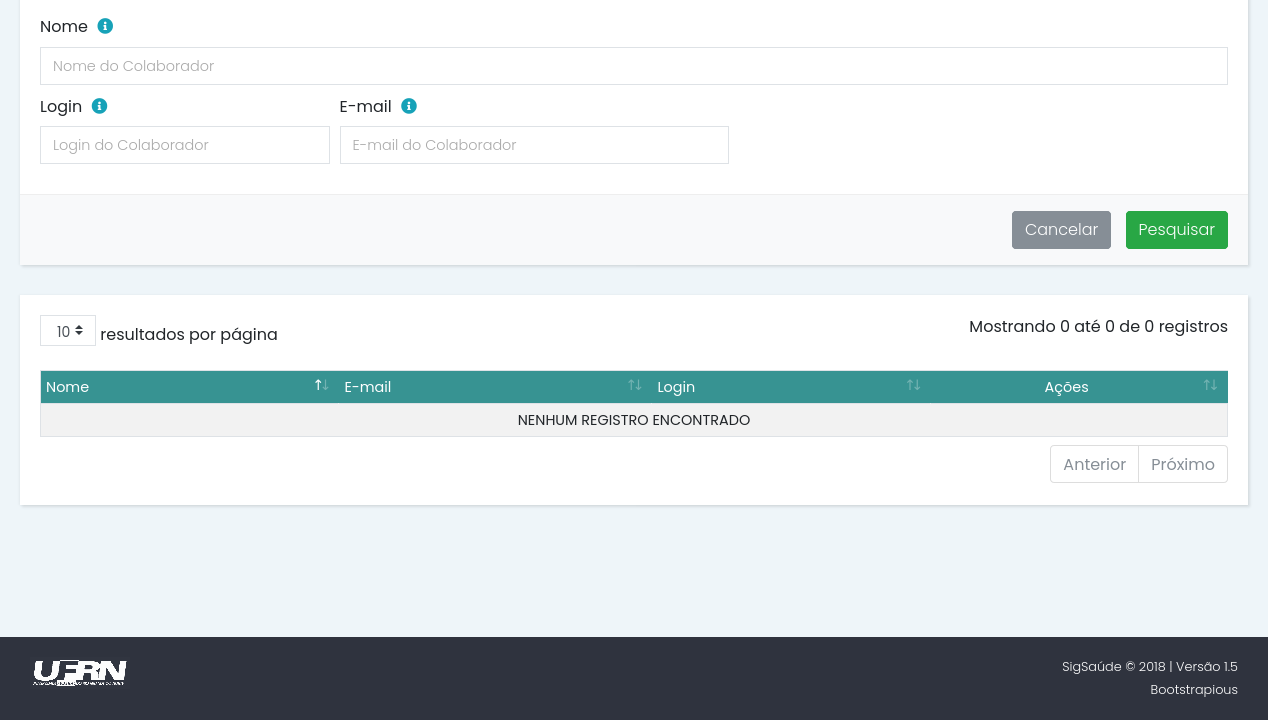 Nome
Nome do Colaborador
Login E-mail
Login do Colaborador E-mail do Colaborador
Cancelar Pesquisar
10 resultados por página Mostrando 0 até 0 de 0 registros
Nome E-mail Login Ações
NENHUM REGISTRO ENCONTRADO
Anterior Próximo
UFRN
SigSaúde © 2018 | Versão 1.5
Bootstrapious